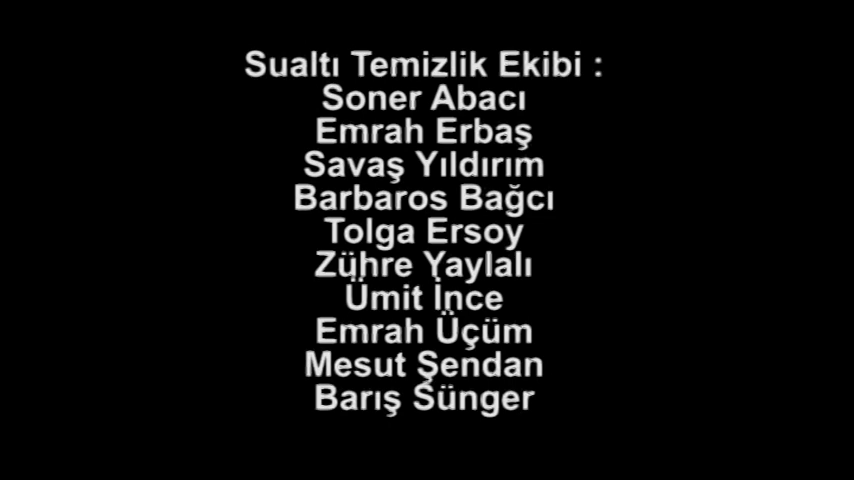 Sualtı Temizlik Ekibi :
Soner Abacı
Emrah Erbaş
Savaş Yıldırım
Barbaros Bağcı
Tolga Ersoy
Zühre Yaylalı
Ümit İnce
Emrah Üçüm
Mesut Şendan
Barış Sünger